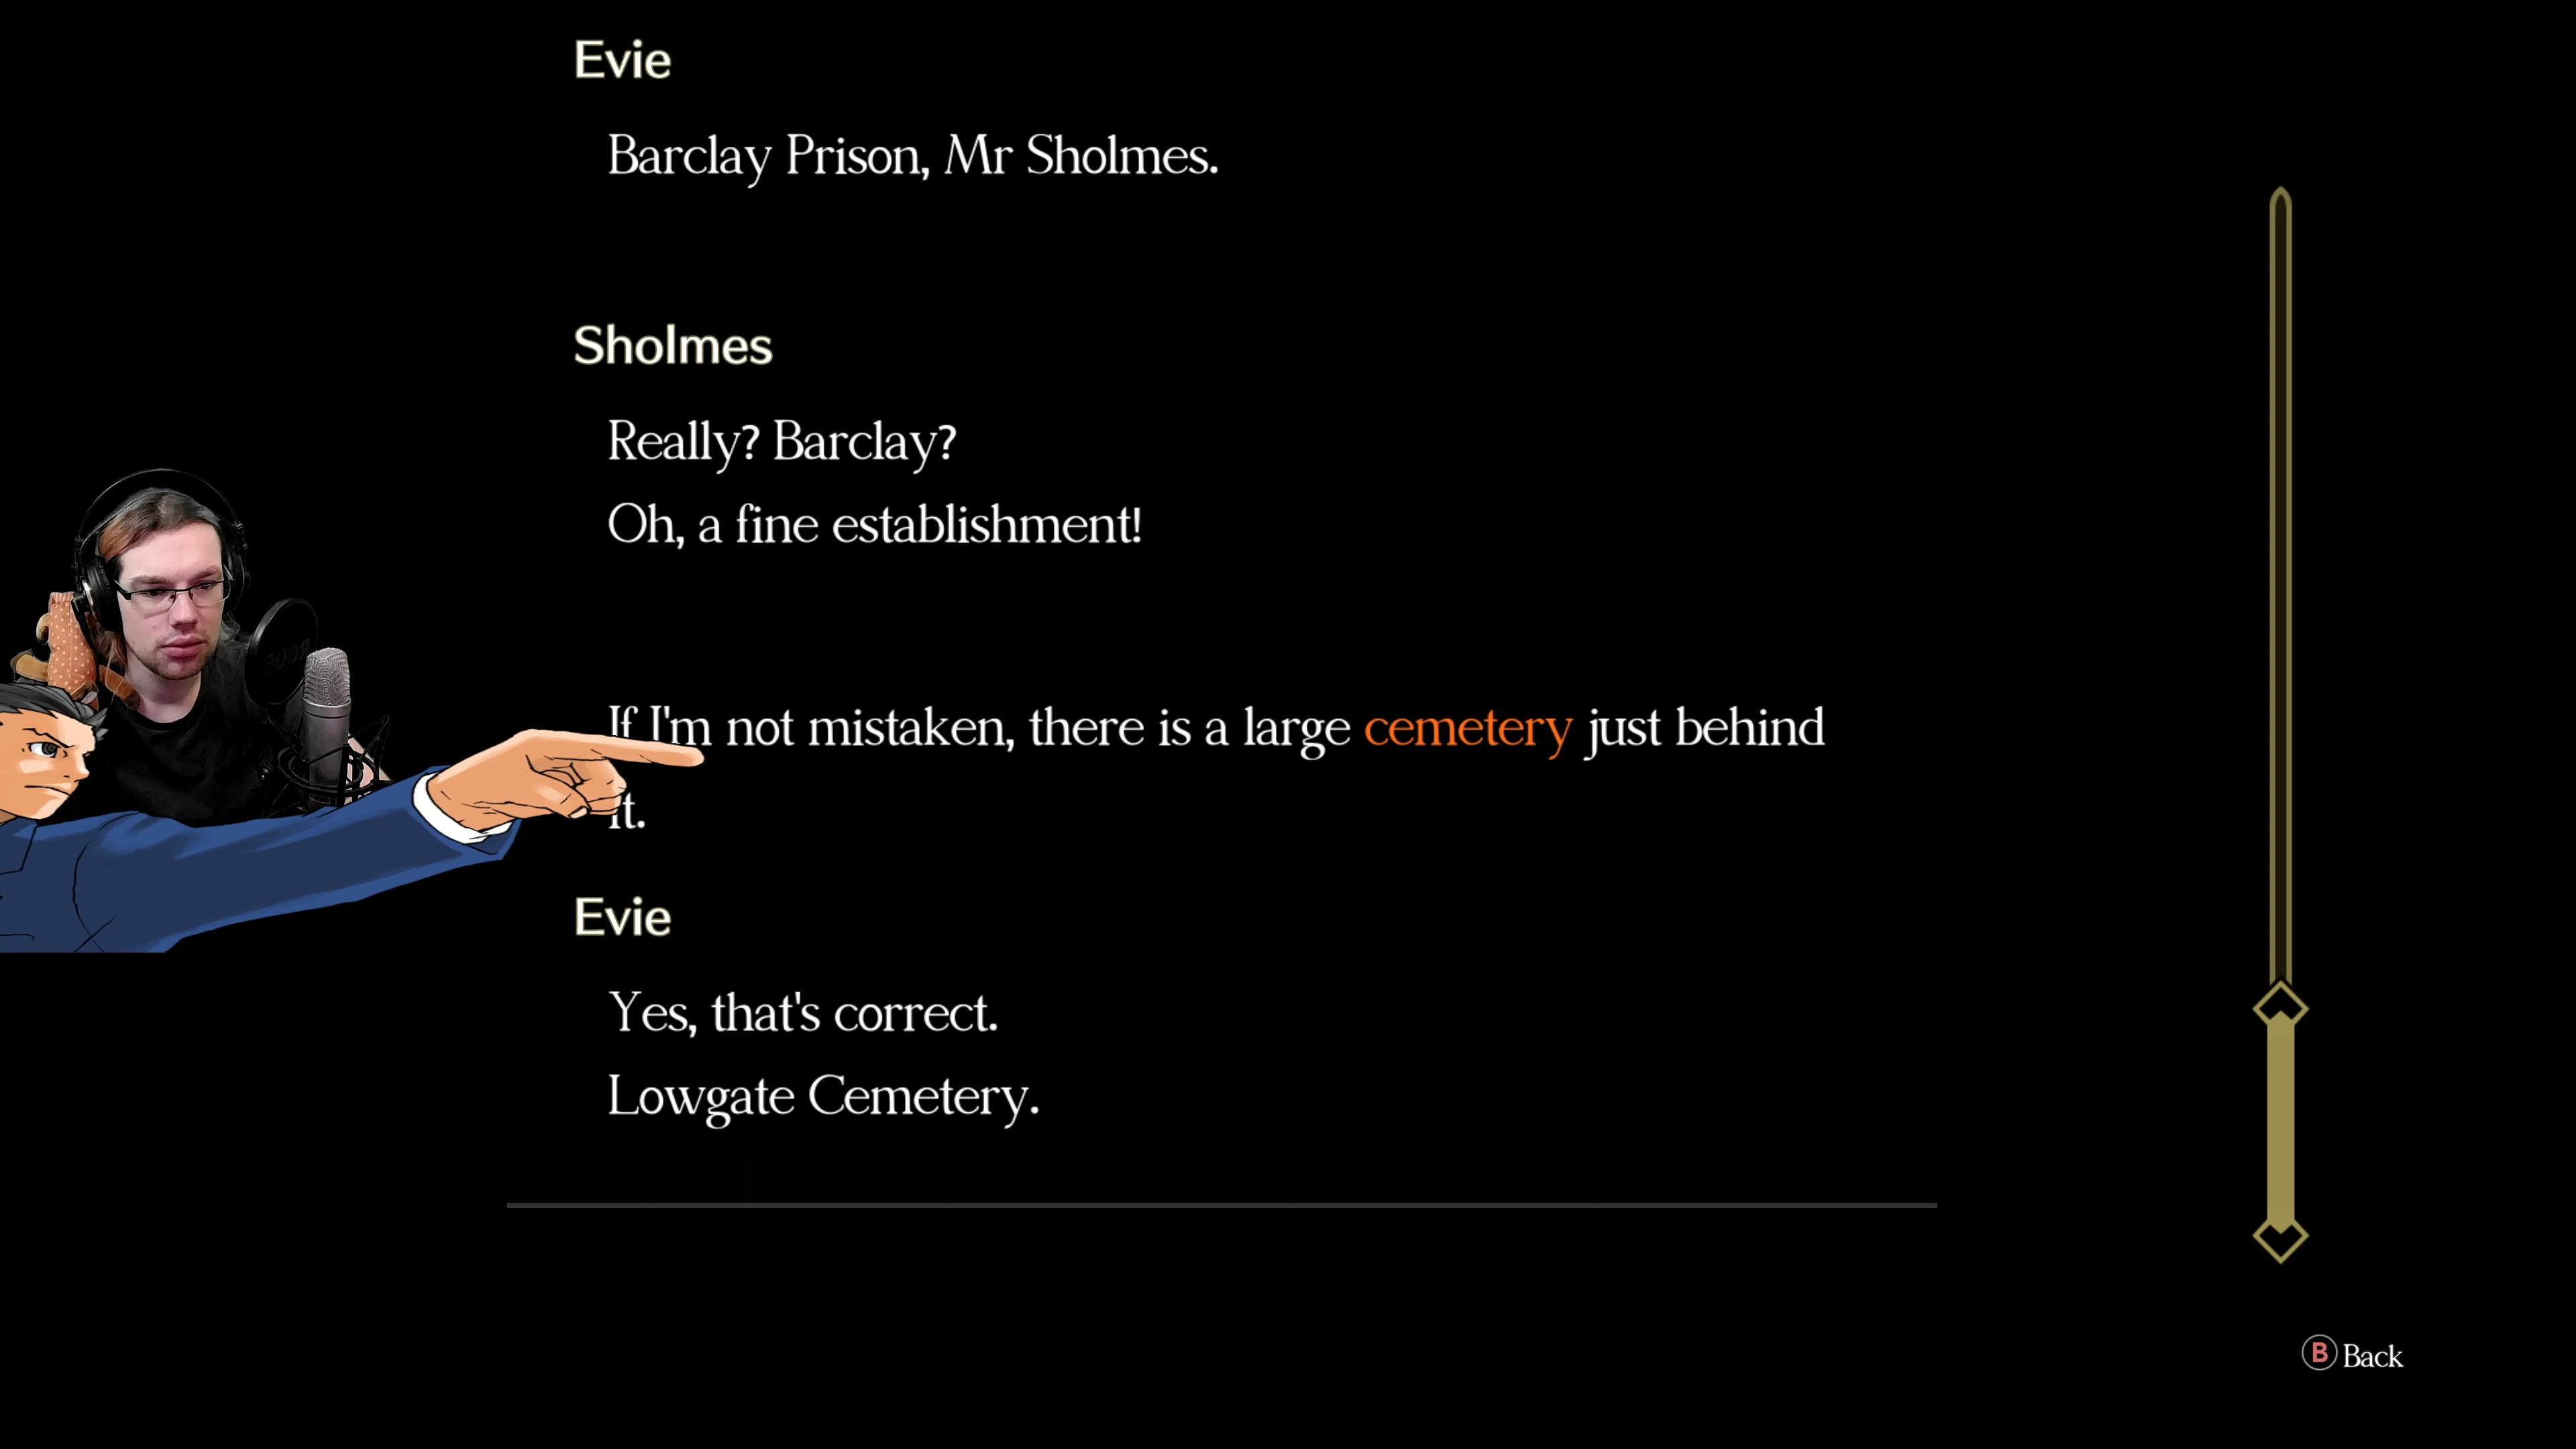 Evie
Barclay Prison, Mr Sholmes.
Sholmes
Really? Barclay?
Oh, a fine establishment!
If I'm not mistaken, there is a large cemetery just behind
it.
Evie
Yes, that's correct.
Lowgate Cemetery.
B Back